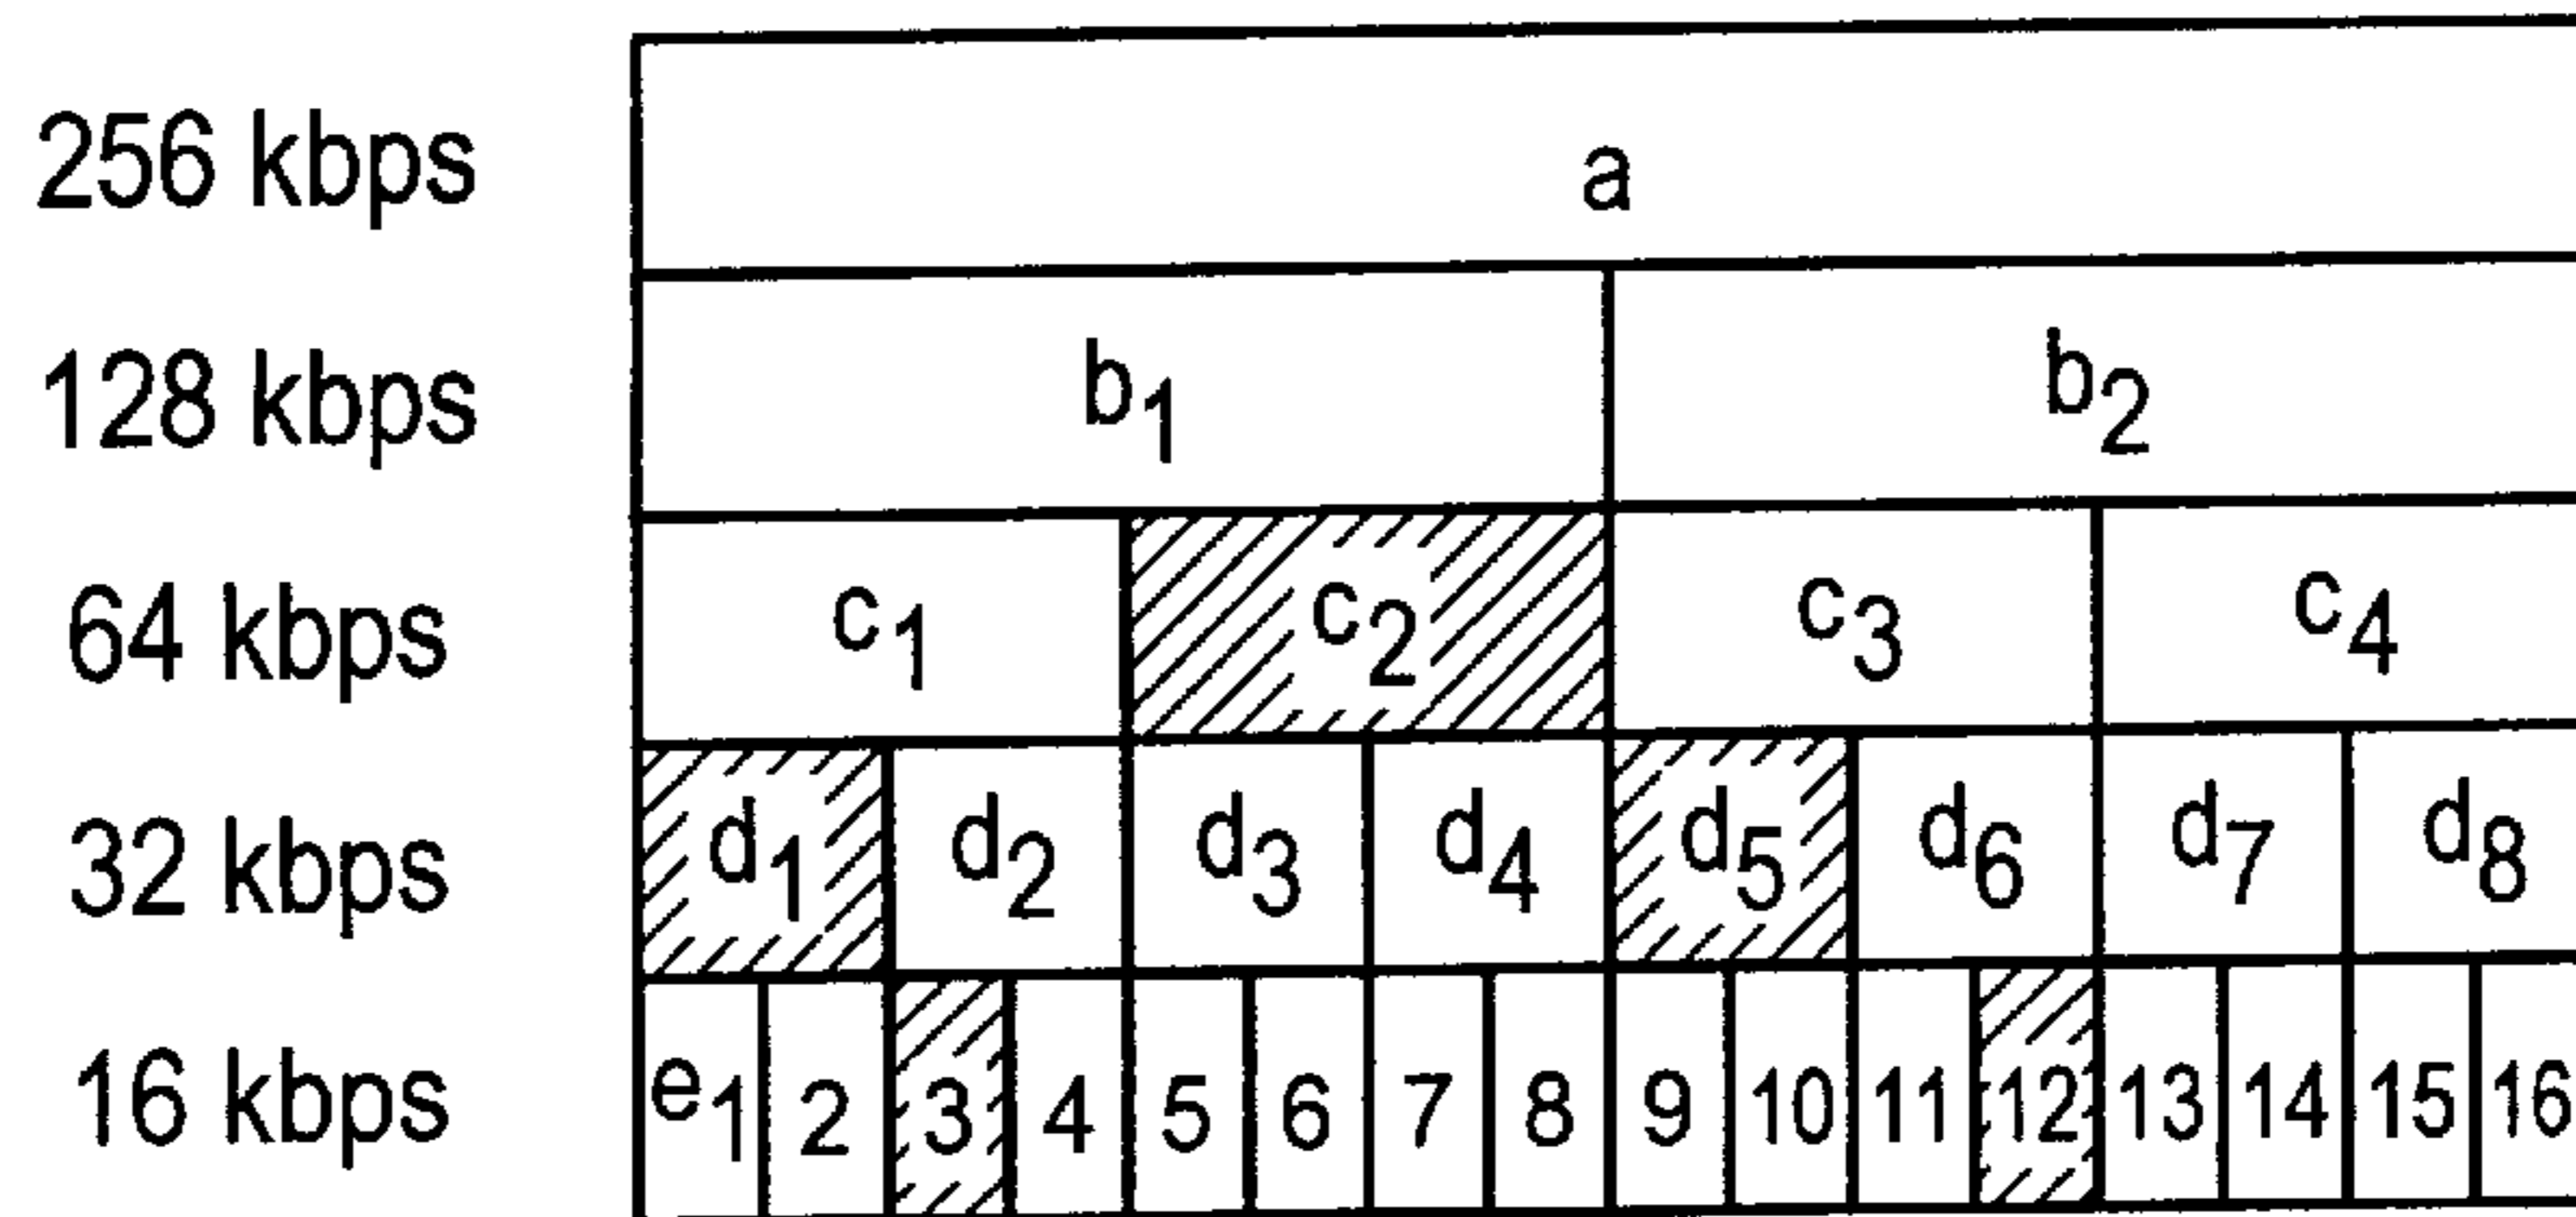 256 kbps a
128 kbps b1 b2
64 kbps c1 c2 c3 c4
32 kbps d1 d2 d3 d4 d5 d6 d7 d8
16 kbps e1 2 3 4 5 6 7 8 9 10 11 12 13 14 15 16